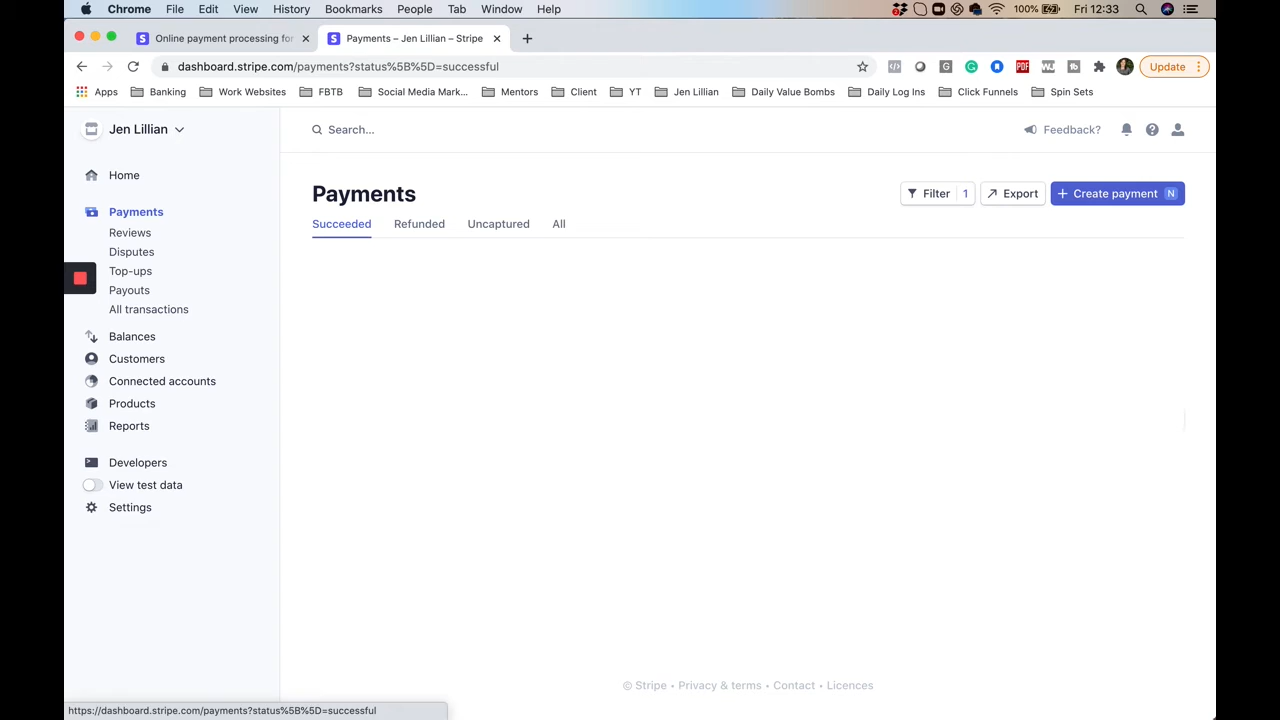 Chrome File Edit View History Bookmarks People Tab Window Help 100% Fri 12:33
Online payment processing for Payments – Jen Lillian – Stripe
dashboard.stripe.com/payments?status%5B%5D=successful Update
Apps Banking Work Websites FBTB Social Media Mark... Mentors Client YT Jen Lillian Daily Value Bombs Daily Log Ins Click Funnels Spin Sets
Jen Lillian Search... Feedback?
Home
Payments
Reviews
Disputes
Top-ups
Payouts
All transactions
Balances
Customers
Connected accounts
Products
Reports
Developers
View test data
Settings
Payments Filter 1 Export Create payment N
Succeeded Refunded Uncaptured All
© Stripe • Privacy & terms • Contact • Licences
https://dashboard.stripe.com/payments?status%5B%5D=successful